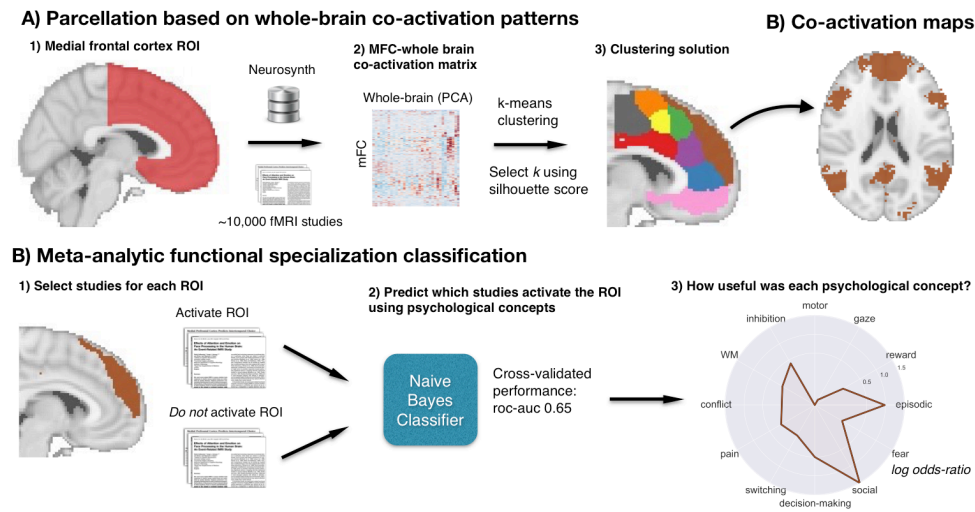 A) Parcellation based on whole-brain co-activation patterns
B) Co-activation maps
1) Medial frontal cortex ROI
Neurosynth
~10,000 fMRI studies
2) MFC-whole brain
co-activation matrix
Whole-brain (PCA)
mFC
k-means
clustering
Select k using
silhouette score
3) Clustering solution
B) Meta-analytic functional specialization classification
1) Select studies for each ROI
Activate ROI
Do not activate ROI
2) Predict which studies activate the ROI
using psychological concepts
Naive
Bayes
Classifier
Cross-validated
performance:
roc-auc 0.65
3) How useful was each psychological concept?
motor
inhibition
gaze
WM
reward
0.5
1.0
1.5
conflict
episodic
pain
fear
log odds-ratio
switching
social
decision-making